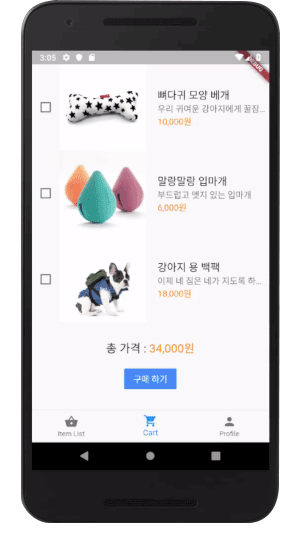 3:05
뼈다귀 모양 베개
우리 귀여운 강아지에게 꿀잠...
10,000원
말랑말랑 입마개
부드럽고 엣지 있는 입마개
6,000원
강아지 용 백팩
이제 네 짐은 네가 지도록 하...
18,000원
총 가격 : 34,000원
구매 하기
Item List
Cart
Profile